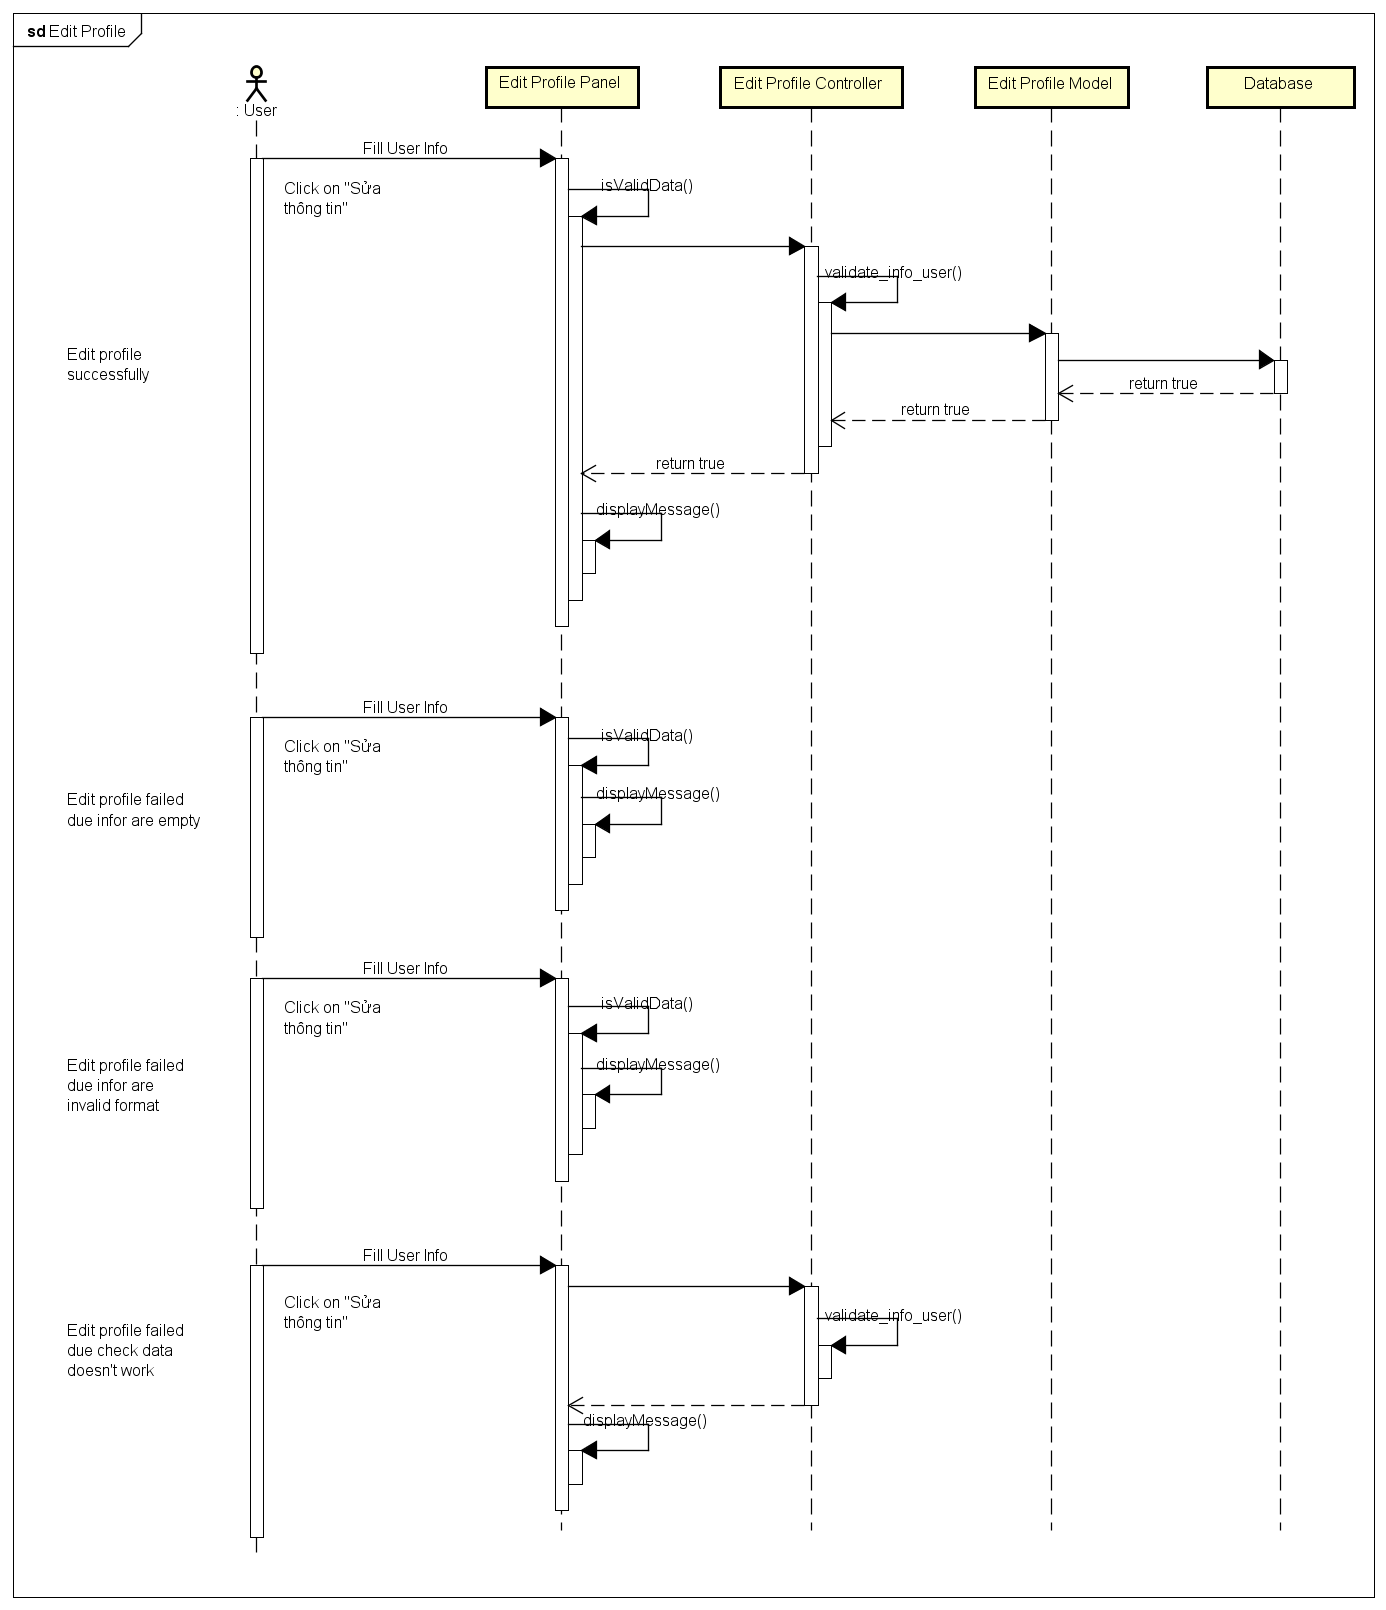 sd Edit Profile
: User
Edit Profile Panel
Edit Profile Controller
Edit Profile Model
Database
Fill User Info
Click on "Sửa
thông tin"
isValidData()
validate_info_user()
Edit profile
successfully
return true
return true
return true
displayMessage()
Fill User Info
Click on "Sửa
thông tin"
isValidData()
displayMessage()
Edit profile failed
due infor are empty
Fill User Info
Click on "Sửa
thông tin"
isValidData()
displayMessage()
Edit profile failed
due infor are
invalid format
Fill User Info
Click on "Sửa
thông tin"
validate_info_user()
Edit profile failed
due check data
doesn't work
displayMessage()